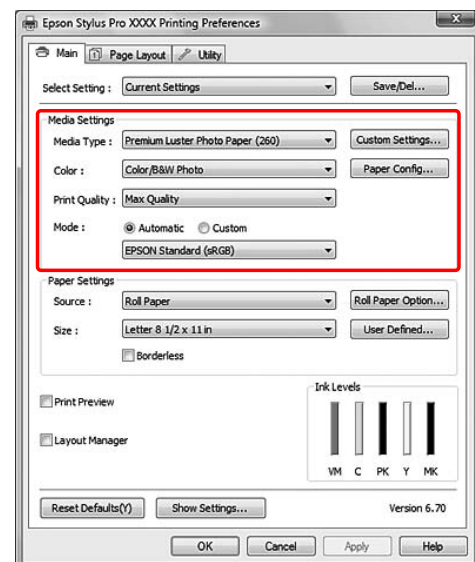 Epson Stylus Pro XXXX Printing Preferences
Main Page Layout Utility
Select Setting : Current Settings Save/Del...
Media Settings
Media Type : Premium Luster Photo Paper (260) Custom Settings...
Color : Color/B&W Photo Paper Config...
Print Quality : Max Quality
Mode : Automatic Custom
EPSON Standard (sRGB)
Paper Settings
Source : Roll Paper Roll Paper Option...
Size : Letter 8 1/2 x 11 in User Defined...
Borderless
Ink Levels
Print Preview
Layout Manager
VM C PK Y MK
Reset Defaults(Y) Show Settings... Version 6.70
OK Cancel Apply Help